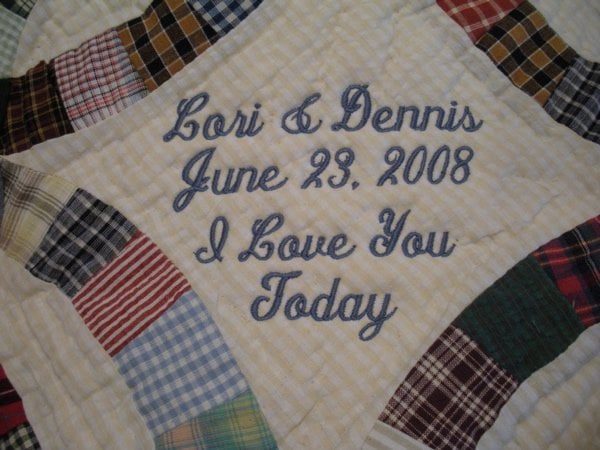 Lori & Dennis
June 23, 2008
I Love You
Today